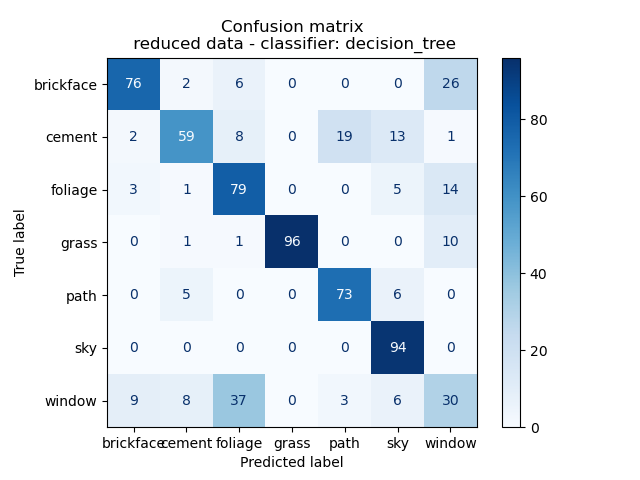 Confusion matrix
reduced data - classifier: decision_tree
brickface 76 2 6 0 0 0 26
cement 2 59 8 0 19 13 1
foliage 3 1 79 0 0 5 14
grass 0 1 1 96 0 0 10
path 0 5 0 0 73 6 0
sky 0 0 0 0 0 94 0
window 9 8 37 0 3 6 30
brickface cement foliage grass path sky window
Predicted label
True label
80
60
40
20
0